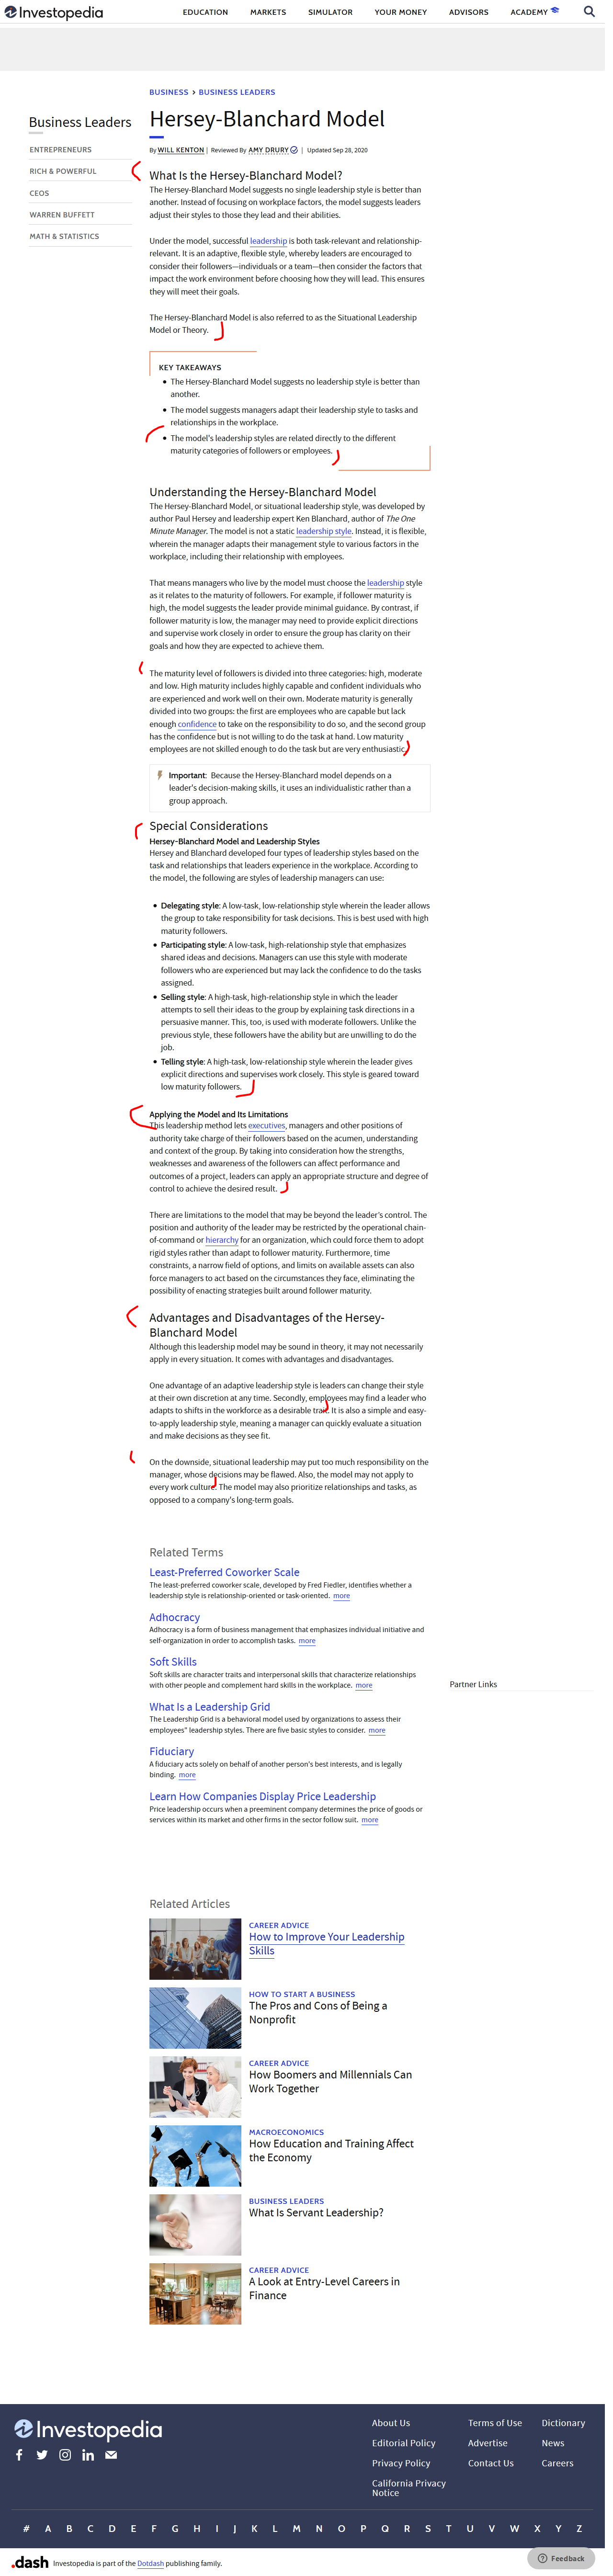 Investopedia
EDUCATION MARKETS SIMULATOR YOUR MONEY ADVISORS ACADEMY
BUSINESS > BUSINESS LEADERS
Business Leaders
ENTREPRENEURS
RICH & POWERFUL
CEOS
WARREN BUFFETT
MATH & STATISTICS
Hersey-Blanchard Model
By WILL KENTON | Reviewed By AMY DRURY | Updated Sep 28, 2020
What Is the Hersey-Blanchard Model?
The Hersey-Blanchard Model suggests no single leadership style is better than
another. Instead of focusing on workplace factors, the model suggests leaders
adjust their styles to those they lead and their abilities.
Under the model, successful leadership is both task-relevant and relationship-
relevant. It is an adaptive, flexible style, whereby leaders are encouraged to
consider their followers—individuals or a team—then consider the factors that
impact the work environment before choosing how they will lead. This ensures
they will meet their goals.
The Hersey-Blanchard Model is also referred to as the Situational Leadership
Model or Theory.
KEY TAKEAWAYS
• The Hersey-Blanchard Model suggests no leadership style is better than
another.
• The model suggests managers adapt their leadership style to tasks and
relationships in the workplace.
• The model's leadership styles are related directly to the different
maturity categories of followers or employees.
Understanding the Hersey-Blanchard Model
The Hersey-Blanchard Model, or situational leadership style, was developed by
author Paul Hersey and leadership expert Ken Blanchard, author of The One
Minute Manager. The model is not a static leadership style. Instead, it is flexible,
wherein the manager adapts their management style to various factors in the
workplace, including their relationship with employees.
That means managers who live by the model must choose the leadership style
as it relates to the maturity of followers. For example, if follower maturity is
high, the model suggests the leader provide minimal guidance. By contrast, if
follower maturity is low, the manager may need to provide explicit directions
and supervise work closely in order to ensure the group has clarity on their
goals and how they are expected to achieve them.
The maturity level of followers is divided into three categories: high, moderate
and low. High maturity includes highly capable and confident individuals who
are experienced and work well on their own. Moderate maturity is generally
divided into two groups: the first are employees who are capable but lack
enough confidence to take on the responsibility to do so, and the second group
has the confidence but is not willing to do the task at hand. Low maturity
employees are not skilled enough to do the task but are very enthusiastic.
Important: Because the Hersey-Blanchard model depends on a
leader's decision-making skills, it uses an individualistic rather than a
group approach.
Special Considerations
Hersey-Blanchard Model and Leadership Styles
Hersey and Blanchard developed four types of leadership styles based on the
task and relationships that leaders experience in the workplace. According to
the model, the following are styles of leadership managers can use:
• Delegating style: A low-task, low-relationship style wherein the leader allows
the group to take responsibility for task decisions. This is best used with high
maturity followers.
• Participating style: A low-task, high-relationship style that emphasizes
shared ideas and decisions. Managers can use this style with moderate
followers who are experienced but may lack the confidence to do the tasks
assigned.
• Selling style: A high-task, high-relationship style in which the leader
attempts to sell their ideas to the group by explaining task directions in a
persuasive manner. This, too, is used with moderate followers. Unlike the
previous style, these followers have the ability but are unwilling to do the
job.
• Telling style: A high-task, low-relationship style wherein the leader gives
explicit directions and supervises work closely. This style is geared toward
low maturity followers.
Applying the Model and Its Limitations
This leadership method lets executives, managers and other positions of
authority take charge of their followers based on the acumen, understanding
and context of the group. By taking into consideration how the strengths,
weaknesses and awareness of the followers can affect performance and
outcomes of a project, leaders can apply an appropriate structure and degree of
control to achieve the desired result.
There are limitations to the model that may be beyond the leader's control. The
position and authority of the leader may be restricted by the operational chain-
of-command or hierarchy for an organization, which could force them to adopt
rigid styles rather than adapt to follower maturity. Furthermore, time
constraints, a narrow field of options, and limits on available assets can also
force managers to act based on the circumstances they face, eliminating the
possibility of enacting strategies built around follower maturity.
Advantages and Disadvantages of the Hersey-
Blanchard Model
Although this leadership model may be sound in theory, it may not necessarily
apply in every situation. It comes with advantages and disadvantages.
One advantage of an adaptive leadership style is leaders can change their style
at their own discretion at any time. Secondly, employees may find a leader who
adapts to shifts in the workforce as a desirable trait. It is also a simple and easy-
to-apply leadership style, meaning a manager can quickly evaluate a situation
and make decisions as they see fit.
On the downside, situational leadership may put too much responsibility on the
manager, whose decisions may be flawed. Also, the model may not apply to
every work culture. The model may also prioritize relationships and tasks, as
opposed to a company's long-term goals.
Related Terms
Least-Preferred Coworker Scale
The least-preferred coworker scale, developed by Fred Fiedler, identifies whether a
leadership style is relationship-oriented or task-oriented. more
Adhocracy
Adhocracy is a form of business management that emphasizes individual initiative and
self-organization in order to accomplish tasks. more
Soft Skills
Soft skills are character traits and interpersonal skills that characterize relationships
with other people and complement hard skills in the workplace. more
What Is a Leadership Grid
The Leadership Grid is a behavioral model used by organizations to assess their
employees" leadership styles. There are five basic styles to consider. more
Fiduciary
A fiduciary acts solely on behalf of another person's best interests, and is legally
binding. more
Learn How Companies Display Price Leadership
Price leadership occurs when a preeminent company determines the price of goods or
services within its market and other firms in the sector follow suit. more
Partner Links
Related Articles
CAREER ADVICE
How to Improve Your Leadership
Skills
HOW TO START A BUSINESS
The Pros and Cons of Being a
Nonprofit
CAREER ADVICE
How Boomers and Millennials Can
Work Together
MACROECONOMICS
How Education and Training Affect
the Economy
BUSINESS LEADERS
What Is Servant Leadership?
CAREER ADVICE
A Look at Entry-Level Careers in
Finance
Investopedia
About Us Terms of Use Dictionary
Editorial Policy Advertise News
Privacy Policy Contact Us Careers
California Privacy
Notice
# A B C D E F G H I J K L M N O P Q R S T U V W X Y Z
.dash Investopedia is part of the Dotdash publishing family.
Feedback